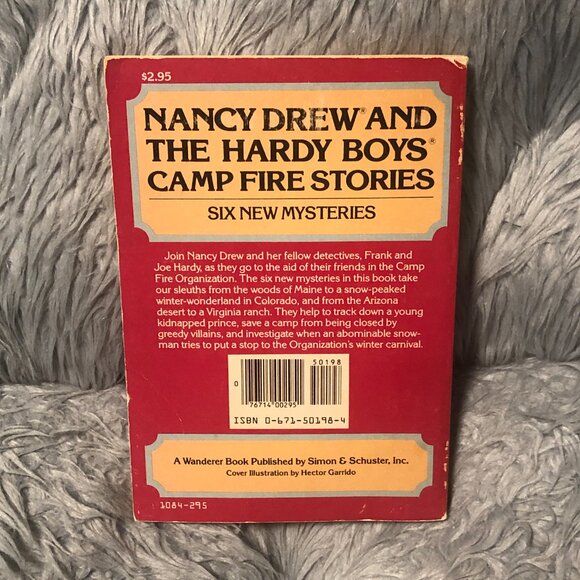 $2.95
NANCY DREW® AND
THE HARDY BOYS®
CAMP FIRE STORIES
SIX NEW MYSTERIES
Join Nancy Drew and her fellow detectives, Frank and
Joe Hardy, as they go to the aid of their friends in the Camp
Fire Organization. The six new mysteries in this book take
our sleuths from the woods of Maine to a snow-peaked
winter-wonderland in Colorado, and from the Arizona
desert to a Virginia ranch. They help to track down a young
kidnapped prince, save a camp from being closed by
greedy villains, and investigate when an abominable snow-
man tries to put a stop to the Organization's winter carnival.
50198
0 76714 00295
ISBN 0-671-50198-4
A Wanderer Book Published by Simon & Schuster, Inc.
Cover Illustration by Hector Garrido
1084-295